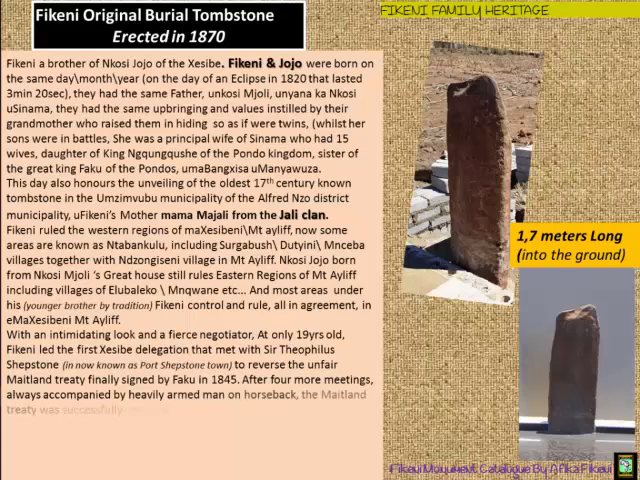 Fikeni Original Burial Tombstone
Erected in 1870
FIKENI FAMILY HERITAGE
Fikeni a brother of Nkosi Jojo of the Xesibe. Fikeni & Jojo were born on
the same day\month\year (on the day of an Eclipse in 1820 that lasted
3min 20sec), they had the same Father, unkosi Mjoli, unyana ka Nkosi
uSinama, they had the same upbringing and values instilled by their
grandmother who raised them in hiding so as if were twins, (whilst her
sons were in battles, She was a principal wife of Sinama who had 15
wives, daughter of King Ngqungqushe of the Pondo kingdom, sister of
the great king Faku of the Pondos, umaBangxisa uManyawuza.
This day also honours the unveiling of the oldest 17th century known
tombstone in the Umzimvubu municipality of the Alfred Nzo district
municipality, uFikeni's Mother mama Majali from the Jali clan.
Fikeni ruled the western regions of maXesibeni\Mt ayliff, now some
areas are known as Ntabankulu, including Surgabush\ Dutyini\ Mnceba
villages together with Ndzongiseni village in Mt Ayliff. Nkosi Jojo born
from Nkosi Mjoli 's Great house still rules Eastern Regions of Mt Ayliff
including villages of Elubaleko \ Mnqwane etc... And most areas under
his (younger brother by tradition) Fikeni control and rule, all in agreement, in
eMaXesibeni Mt Ayliff.
With an intimidating look and a fierce negotiator, At only 19yrs old,
Fikeni led the first Xesibe delegation that met with Sir Theophilus
Shepstone (in now known as Port Shepstone town) to reverse the unfair
Maitland treaty finally signed by Faku in 1845. After four more meetings,
always accompanied by heavily armed man on horseback, the Maitland
treaty was successfully
1,7 meters Long
(into the ground)
Fikeni Monument Catalogue By Afika Fikeni